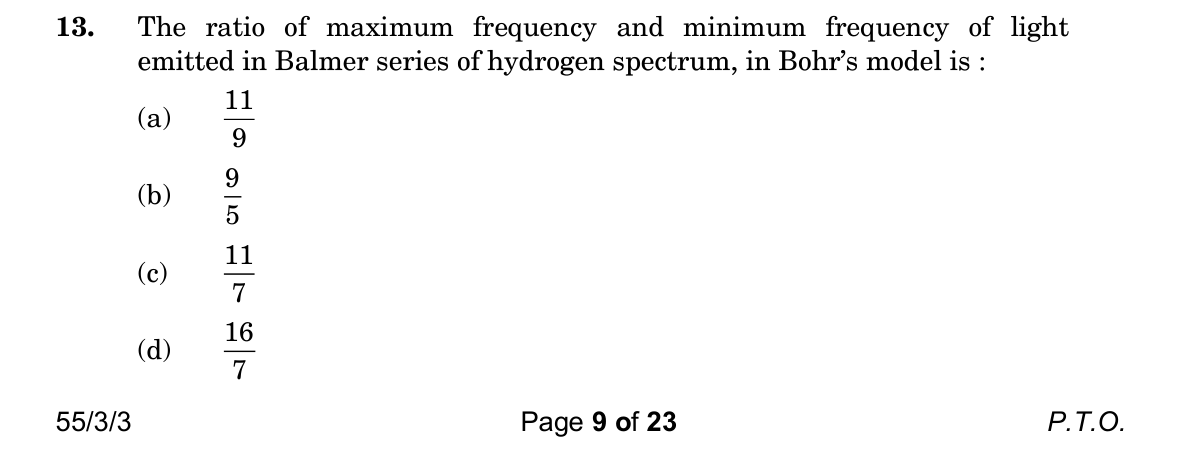 13. The ratio of maximum frequency and minimum frequency of light
emitted in Balmer series of hydrogen spectrum, in Bohr's model is :
(a) 11/9
(b) 9/5
(c) 11/7
(d) 16/7
55/3/3 Page 9 of 23 P.T.O.